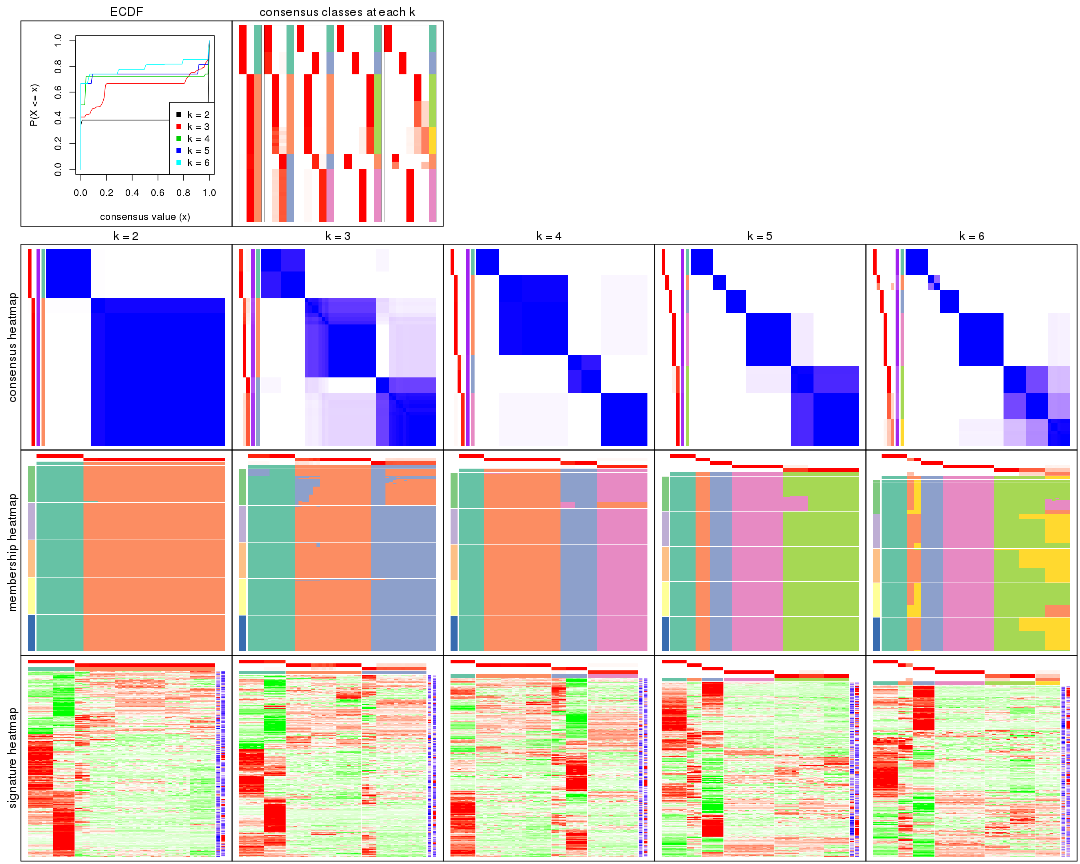 ECDF
consensus classes at each k
P(X <= x)
1.0
0.8
0.6
0.4
0.2
0.0
k = 2
k = 3
k = 4
k = 5
k = 6
0.0 0.2 0.4 0.6 0.8 1.0
consensus value (x)
k = 2
k = 3
k = 4
k = 5
k = 6
consensus heatmap
membership heatmap
signature heatmap